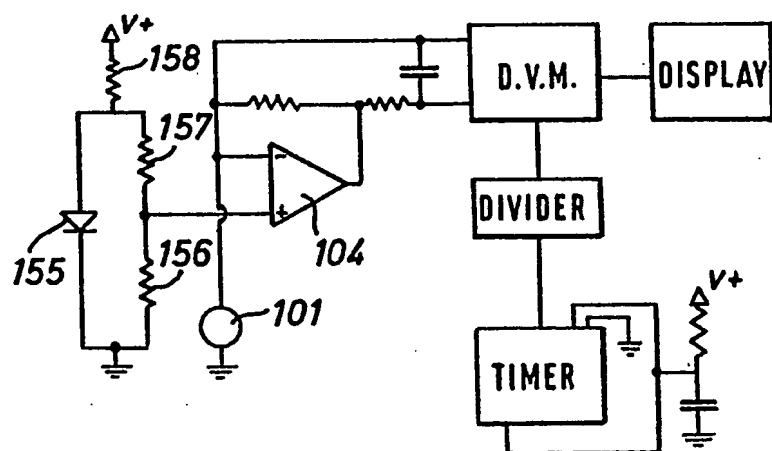 V+
158
157
155
156
-
+
104
101
D.V.M.
DISPLAY
DIVIDER
TIMER
V+